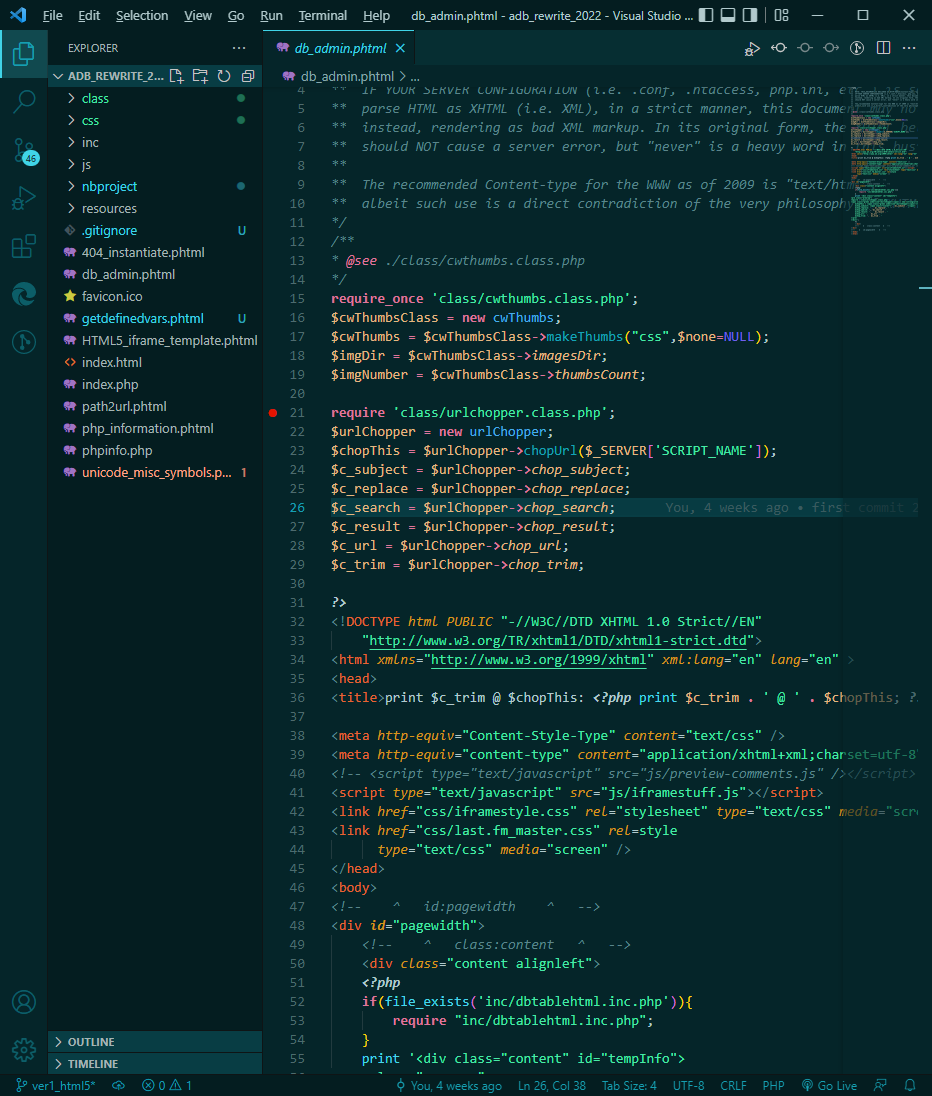 File Edit Selection View Go Run Terminal Help db_admin.phtml - adb_rewrite_2022 - Visual Studio ...
EXPLORER
ADB_REWRITE_2...
class
css
inc
js
nbproject
resources
.gitignore U
404_instantiate.phtml
db_admin.phtml
favicon.ico
getdefinedvars.phtml U
HTML5_iframe_template.phtml
index.html
index.php
path2url.phtml
php_information.phtml
phpinfo.php
unicode_misc_symbols.p... 1
46
OUTLINE
TIMELINE
db_admin.phtml
db_admin.phtml > ...
4 ** IF YOUR SERVER CONFIGURATION (i.e. .conf, .htaccess, php.ini, etc.) is
5 ** parse HTML as XHTML (i.e. XML), in a strict manner, this document may no
6 ** instead, rendering as bad XML markup. In its original form, the
7 ** should NOT cause a server error, but "never" is a heavy word in
8 **
9 ** The recommended Content-type for the WWW as of 2009 is "text/htm
10 ** albeit such use is a direct contradiction of the very philosophy
11 */
12 /**
13 * @see ./class/cwthumbs.class.php
14 */
15 require_once 'class/cwthumbs.class.php';
16 $cwThumbsClass = new cwThumbs;
17 $cwThumbs = $cwThumbsClass->makeThumbs("css",$none=NULL);
18 $imgDir = $cwThumbsClass->imagesDir;
19 $imgNumber = $cwThumbsClass->thumbsCount;
20
21 require 'class/urlchopper.class.php';
22 $urlChopper = new urlChopper;
23 $chopThis = $urlChopper->chopUrl($_SERVER['SCRIPT_NAME']);
24 $c_subject = $urlChopper->chop_subject;
25 $c_replace = $urlChopper->chop_replace;
26 $c_search = $urlChopper->chop_search; You, 4 weeks ago • first commit 2
27 $c_result = $urlChopper->chop_result;
28 $c_url = $urlChopper->chop_url;
29 $c_trim = $urlChopper->chop_trim;
30
31 ?>
32 <!DOCTYPE html PUBLIC "-//W3C//DTD XHTML 1.0 Strict//EN"
33 "http://www.w3.org/TR/xhtml1/DTD/xhtml1-strict.dtd">
34 <html xmlns="http://www.w3.org/1999/xhtml" xml:lang="en" lang="en" >
35 <head>
36 <title>print $c_trim @ $chopThis: <?php print $c_trim . ' @ ' . $chopThis; ?
37
38 <meta http-equiv="Content-Style-Type" content="text/css" />
39 <meta http-equiv="content-type" content="application/xhtml+xml;charset=utf-8
40 <!-- <script type="text/javascript" src="js/preview-comments.js" /></script>
41 <script type="text/javascript" src="js/iframestuff.js"></script>
42 <link href="css/iframestyle.css" rel="stylesheet" type="text/css" media="scre
43 <link href="css/last.fm_master.css" rel=style
44 type="text/css" media="screen" />
45 </head>
46 <body>
47 <!-- ^ id:pagewidth ^ -->
48 <div id="pagewidth">
49 <!-- ^ class:content ^ -->
50 <div class="content alignleft">
51 <?php
52 if(file_exists('inc/dbtablehtml.inc.php')){
53 require "inc/dbtablehtml.inc.php";
54 }
55 print '<div class="content" id="tempInfo">
ver1_html5* 0 1 You, 4 weeks ago Ln 26, Col 38 Tab Size: 4 UTF-8 CRLF PHP Go Live